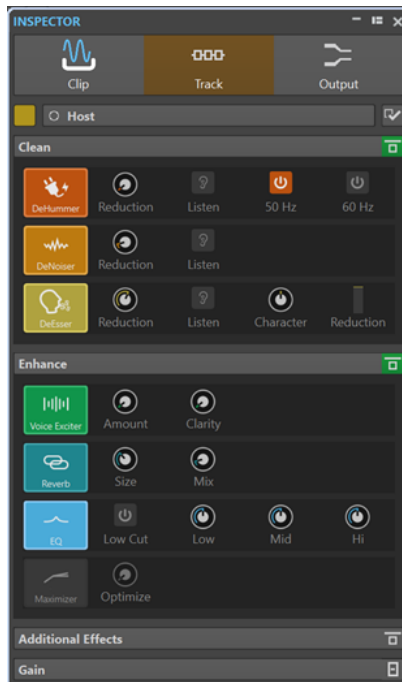 INSPECTOR
Clip Track Output
Host
Clean
DeHummer Reduction Listen 50 Hz 60 Hz
DeNoiser Reduction Listen
DeEsser Reduction Listen Character Reduction
Enhance
Voice Exciter Amount Clarity
Reverb Size Mix
EQ Low Cut Low Mid Hi
Maximizer Optimize
Additional Effects
Gain